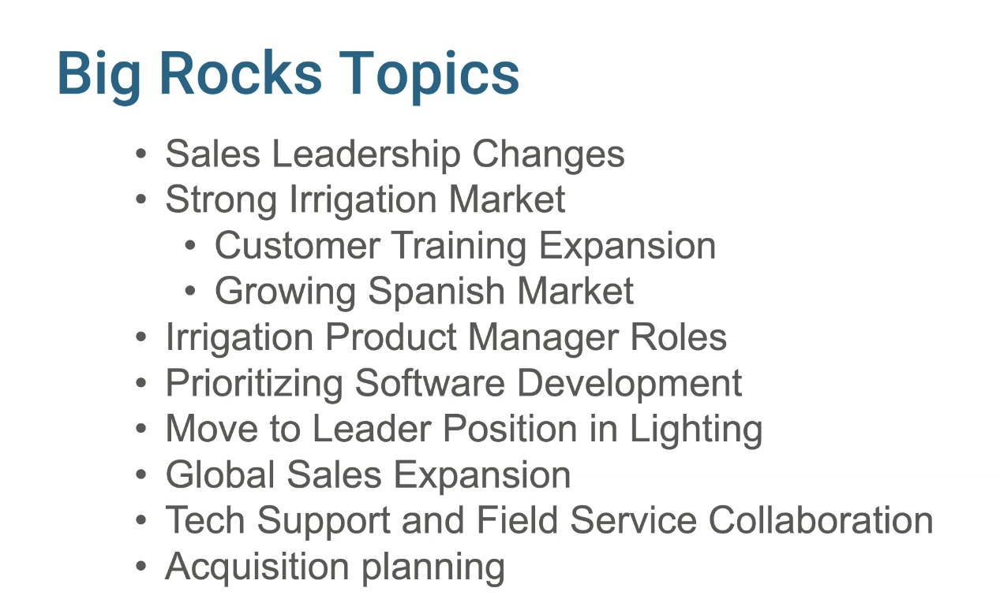 Big Rocks Topics
• Sales Leadership Changes
• Strong Irrigation Market
• Customer Training Expansion
• Growing Spanish Market
• Irrigation Product Manager Roles
• Prioritizing Software Development
• Move to Leader Position in Lighting
• Global Sales Expansion
• Tech Support and Field Service Collaboration
• Acquisition planning